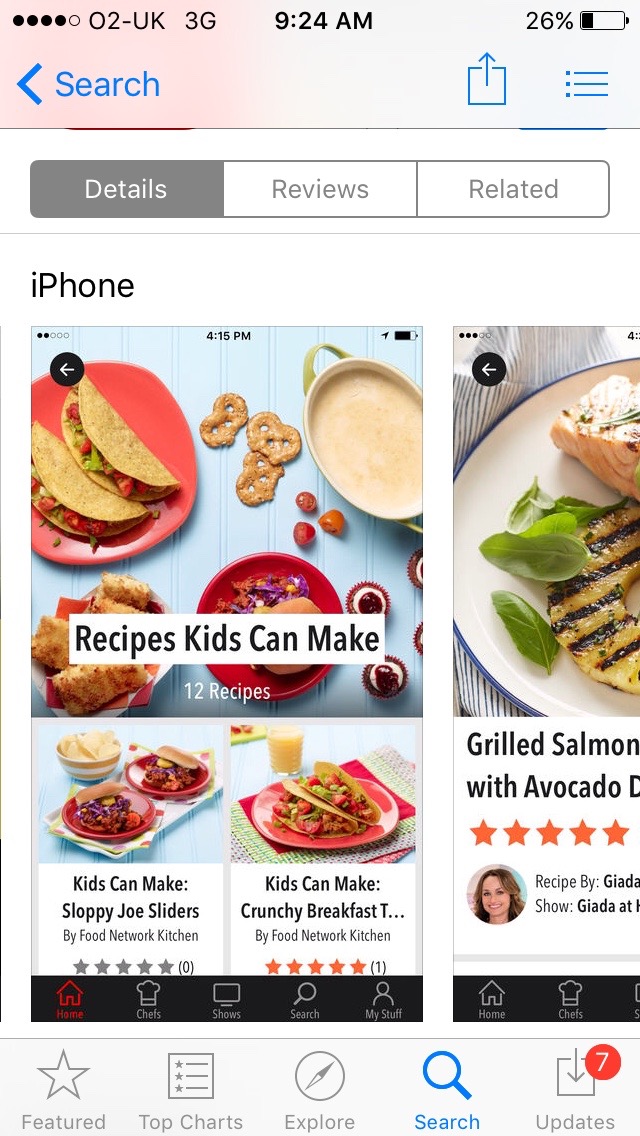 O2-UK 3G 9:24 AM 26%
Search
Details Reviews Related
iPhone
4:15 PM
Recipes Kids Can Make
12 Recipes
Kids Can Make:
Sloppy Joe Sliders
By Food Network Kitchen
(0)
Kids Can Make:
Crunchy Breakfast T...
By Food Network Kitchen
(1)
Home Chefs Shows Search My Stuff
4:
Grilled Salmon
with Avocado D
Recipe By: Giada
Show: Giada at H
Home Chefs S
Featured Top Charts Explore Search Updates
7